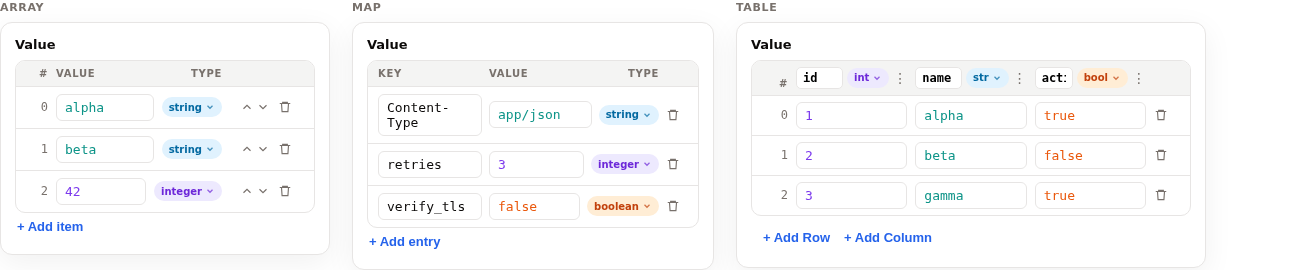 ARRAY
Value
# VALUE TYPE
0 alpha string
1 beta string
2 42 integer
+ Add item
MAP
Value
KEY VALUE TYPE
Content-
Type app/json string
retries 3 integer
verify_tls false boolean
+ Add entry
TABLE
Value
# id int name str act: bool
0 1 alpha true
1 2 beta false
2 3 gamma true
+ Add Row + Add Column